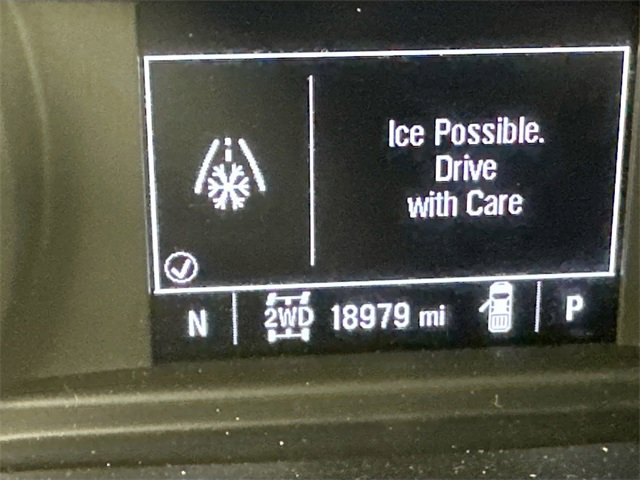 Ice Possible.
Drive
with Care
N 2WD 18979 mi P